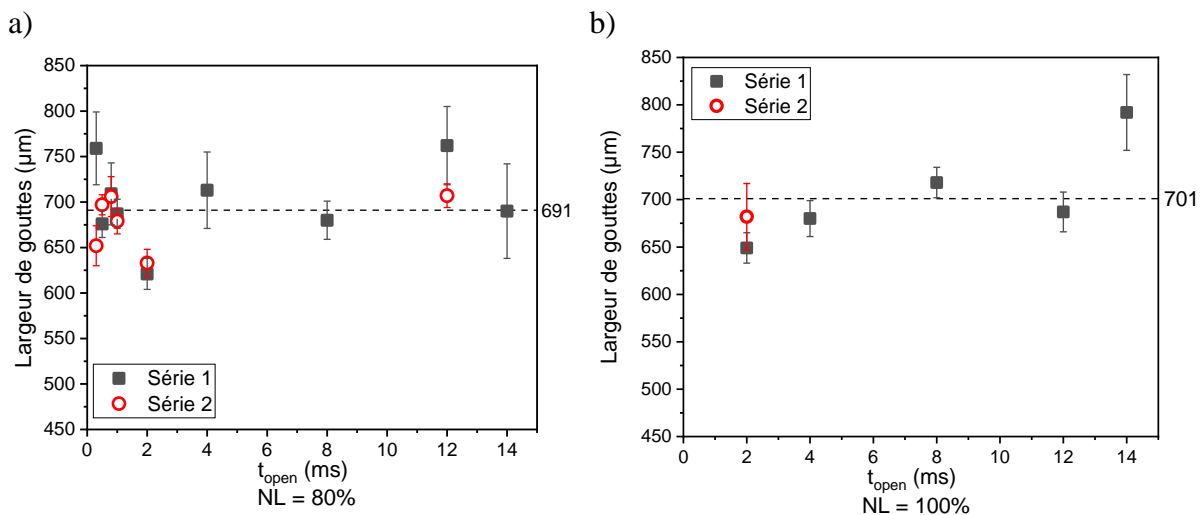 a)
850
800
750
700
650
600
550
500
450
Largeur de gouttes (µm)
691
Série 1
Série 2
0 2 4 6 8 10 12 14
t_open (ms)
NL = 80%
b)
850
800
750
700
650
600
550
500
450
Largeur de gouttes (µm)
Série 1
Série 2
701
0 2 4 6 8 10 12 14
t_open (ms)
NL = 100%